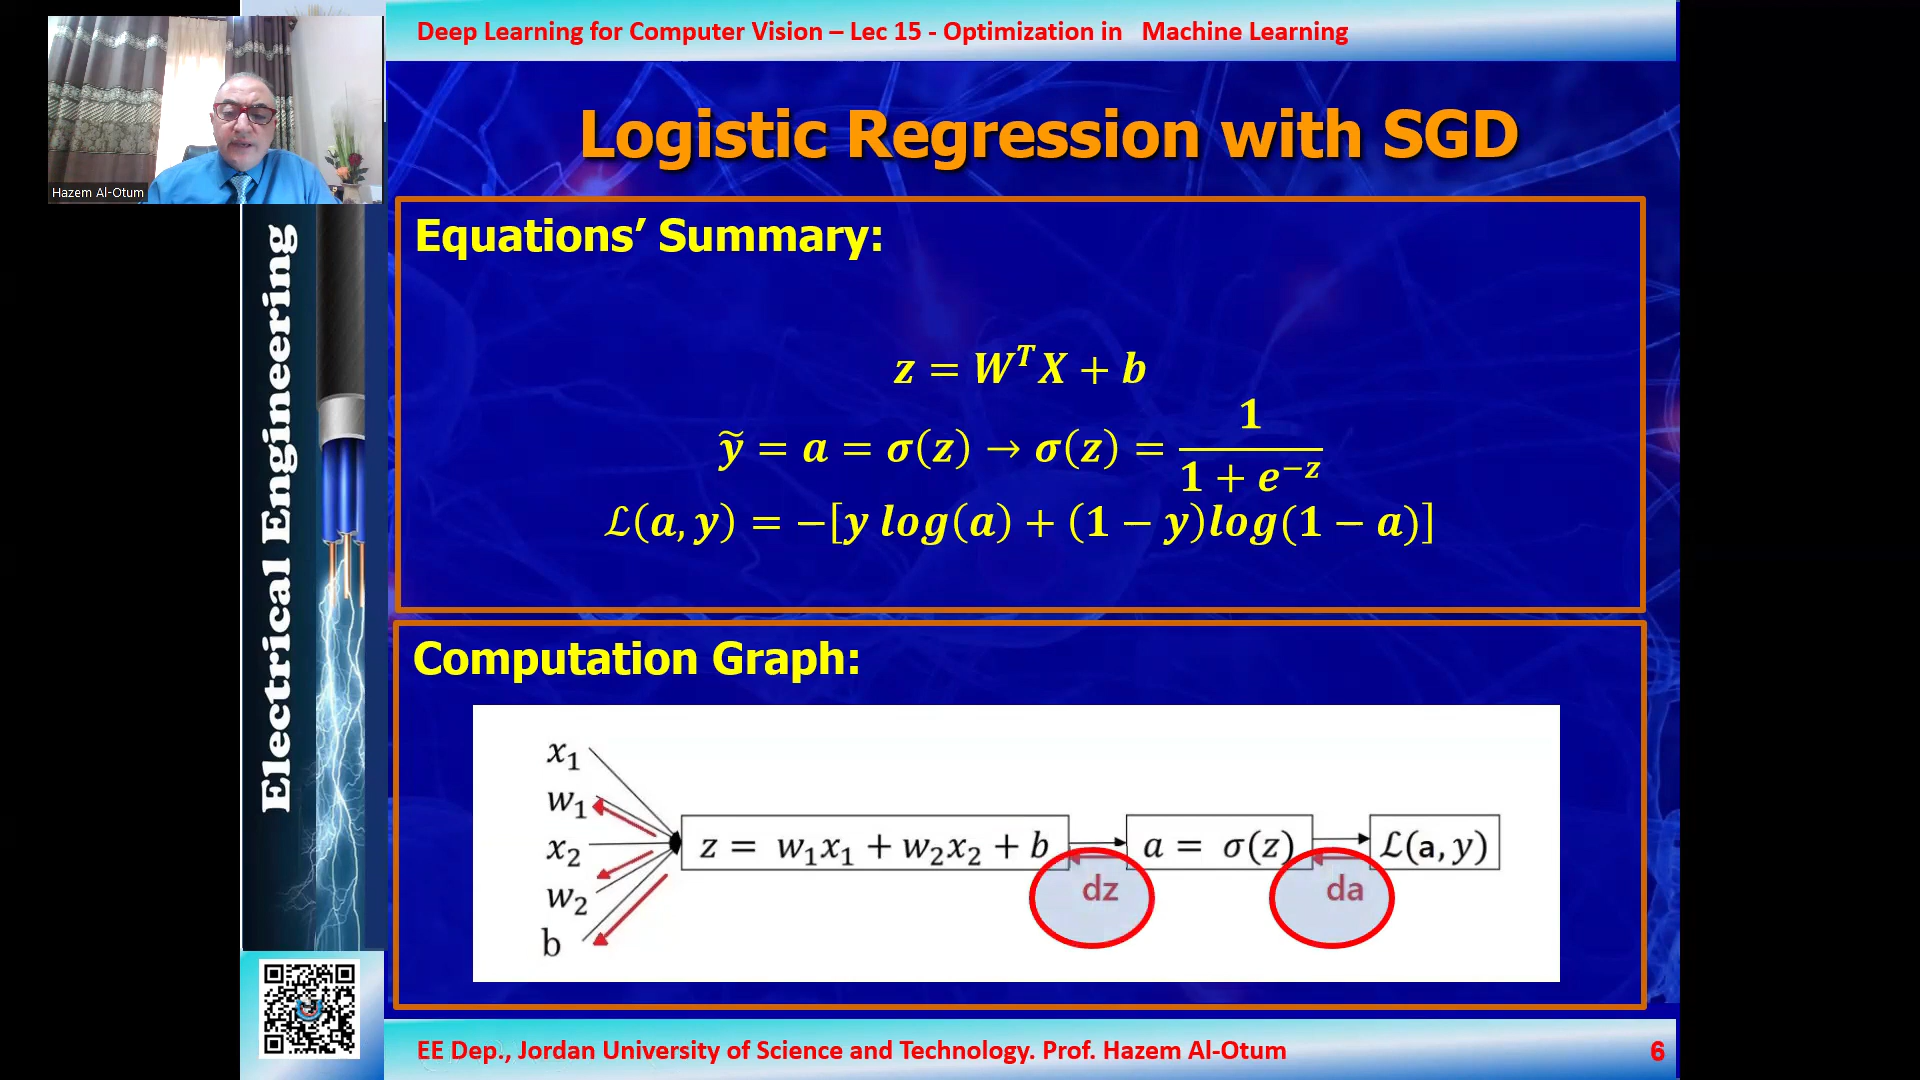 Deep Learning for Computer Vision – Lec 15 - Optimization in Machine Learning
Hazem Al-Otum
Electrical Engineering
Logistic Regression with SGD
Equations’ Summary:
z = W^T X + b
ỹ = a = σ(z) → σ(z) = 1 / (1 + e^−z)
ℒ(a, y) = −[y log(a) + (1 − y)log(1 − a)]
Computation Graph:
x₁
w₁
x₂
w₂
b
z = w₁x₁ + w₂x₂ + b
a = σ(z)
ℒ(a, y)
dz
da
EE Dep., Jordan University of Science and Technology. Prof. Hazem Al-Otum
6